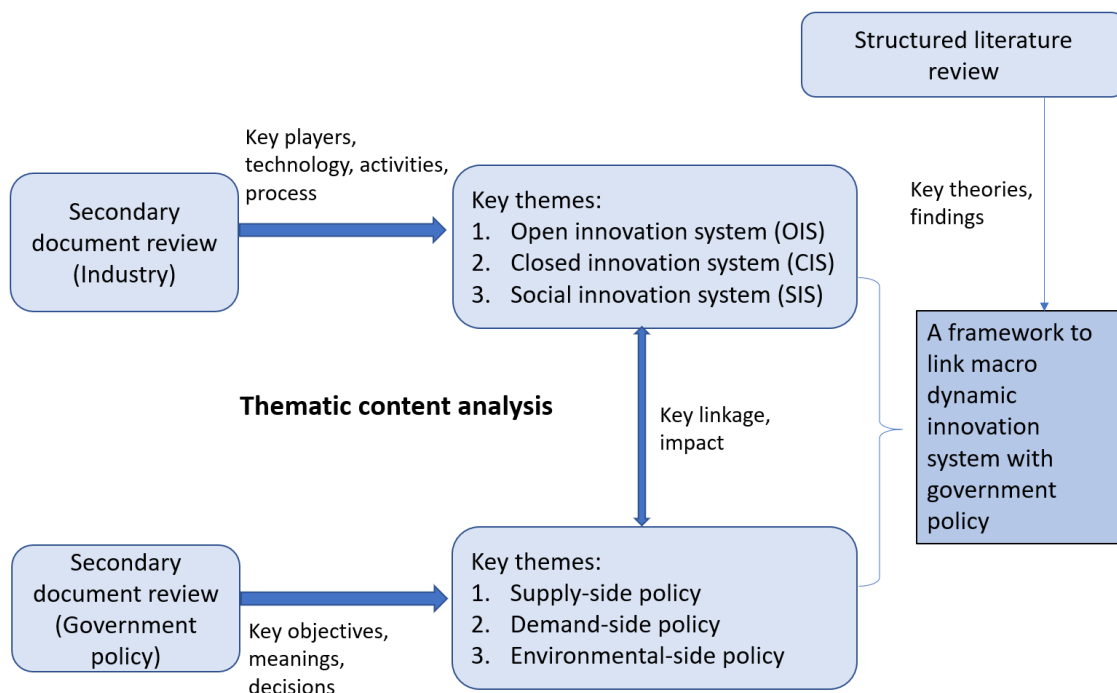 Structured literature
review
Key players,
technology, activities,
process
Secondary
document review
(Industry)
Key themes:
1. Open innovation system (OIS)
2. Closed innovation system (CIS)
3. Social innovation system (SIS)
Key theories,
findings
A framework to
link macro
dynamic
innovation
system with
government
policy
Thematic content analysis
Key linkage,
impact
Secondary
document review
(Government
policy)
Key objectives,
meanings,
decisions
Key themes:
1. Supply-side policy
2. Demand-side policy
3. Environmental-side policy